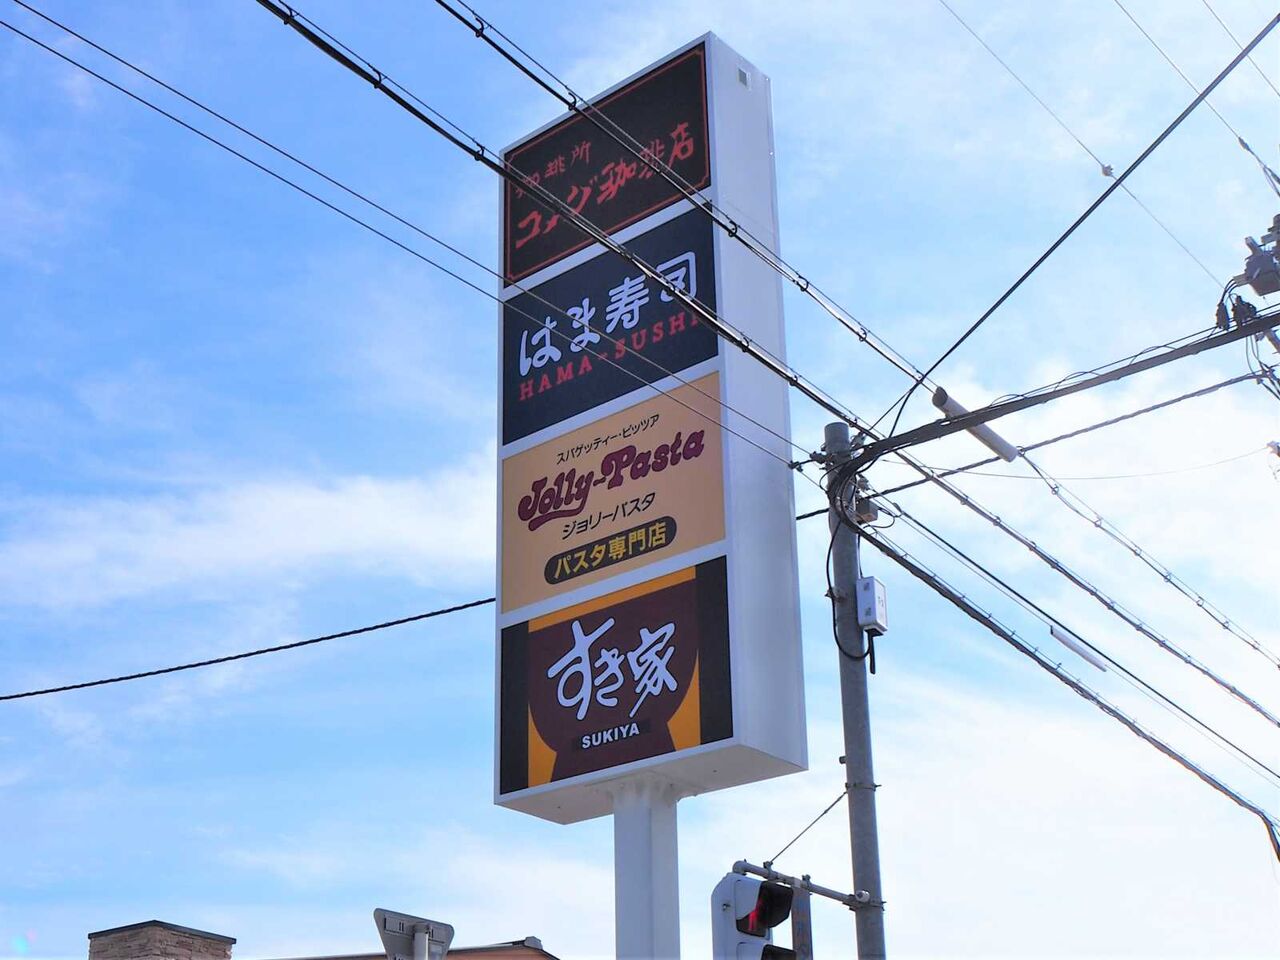 珈琲所
コメダ珈琲店
はま寿司
HAMA-SUSHI
スパゲッティー・ピッツア
Jolly-Pasta
ジョリーパスタ
パスタ専門店
すき家
SUKIYA